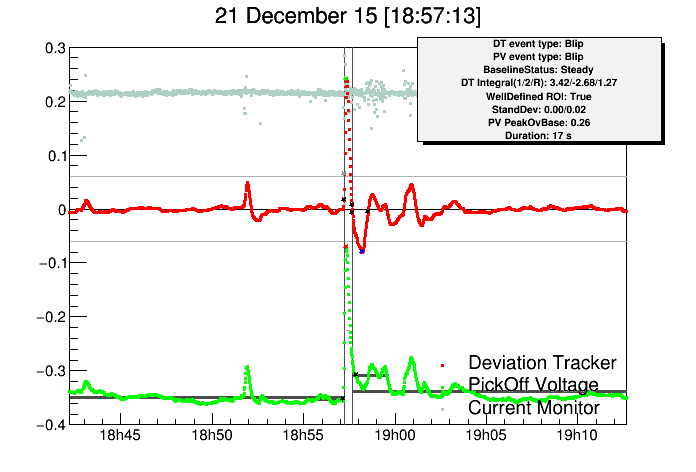 21 December 15 [18:57:13]
DT event type: Blip
PV event type: Blip
BaselineStatus: Steady
DT Integral(1/2/R): 3.42/-2.68/1.27
WellDefined ROI: True
StandDev: 0.00/0.02
PV PeakOvBase: 0.26
Duration: 17 s
0.3
0.2
0.1
0
−0.1
−0.2
−0.3
−0.4
Deviation Tracker
PickOff Voltage
Current Monitor
18h45
18h50
18h55
19h00
19h05
19h10